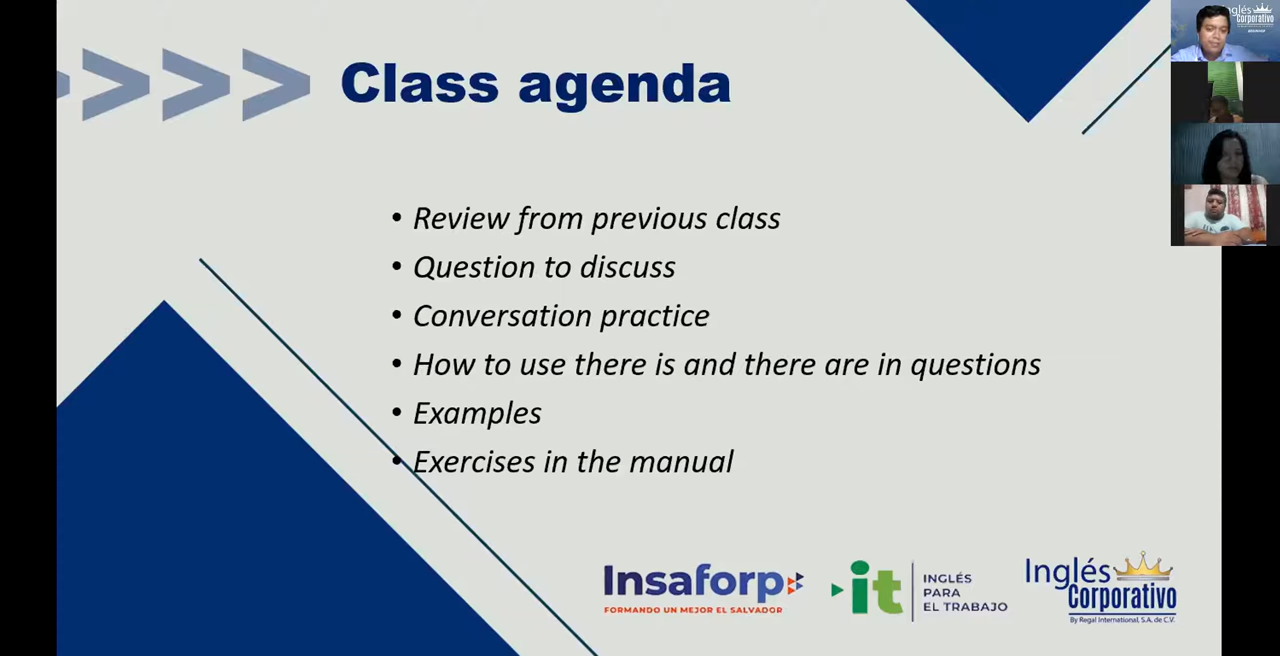 Class agenda
• Review from previous class
• Question to discuss
• Conversation practice
• How to use there is and there are in questions
• Examples
• Exercises in the manual
Insaforp
FORMANDO UN MEJOR EL SALVADOR
it
INGLÉS
PARA
EL TRABAJO
Inglés
Corporativo
By Regal International, S.A. de C.V.
Inglés
Corporativo